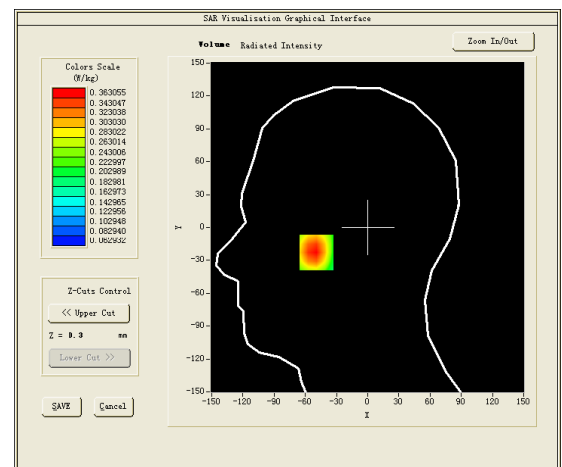 SAR Visualisation Graphical Interface
Volume Radiated Intensity
Zoom In/Out
Colors Scale
(W/kg)
0.363055
0.343047
0.323038
0.303030
0.283022
0.263014
0.243006
0.222997
0.202989
0.182981
0.162973
0.142965
0.122956
0.102948
0.082940
0.062932
Z-Cuts Control
<< Upper Cut
Z = 0.3 mm
Lower Cut >>
SAVE Cancel
150
120
90
60
30
0
-30
-60
-90
-120
-150
Y
-150 -120 -90 -60 -30 0 30 60 90 120 150
X